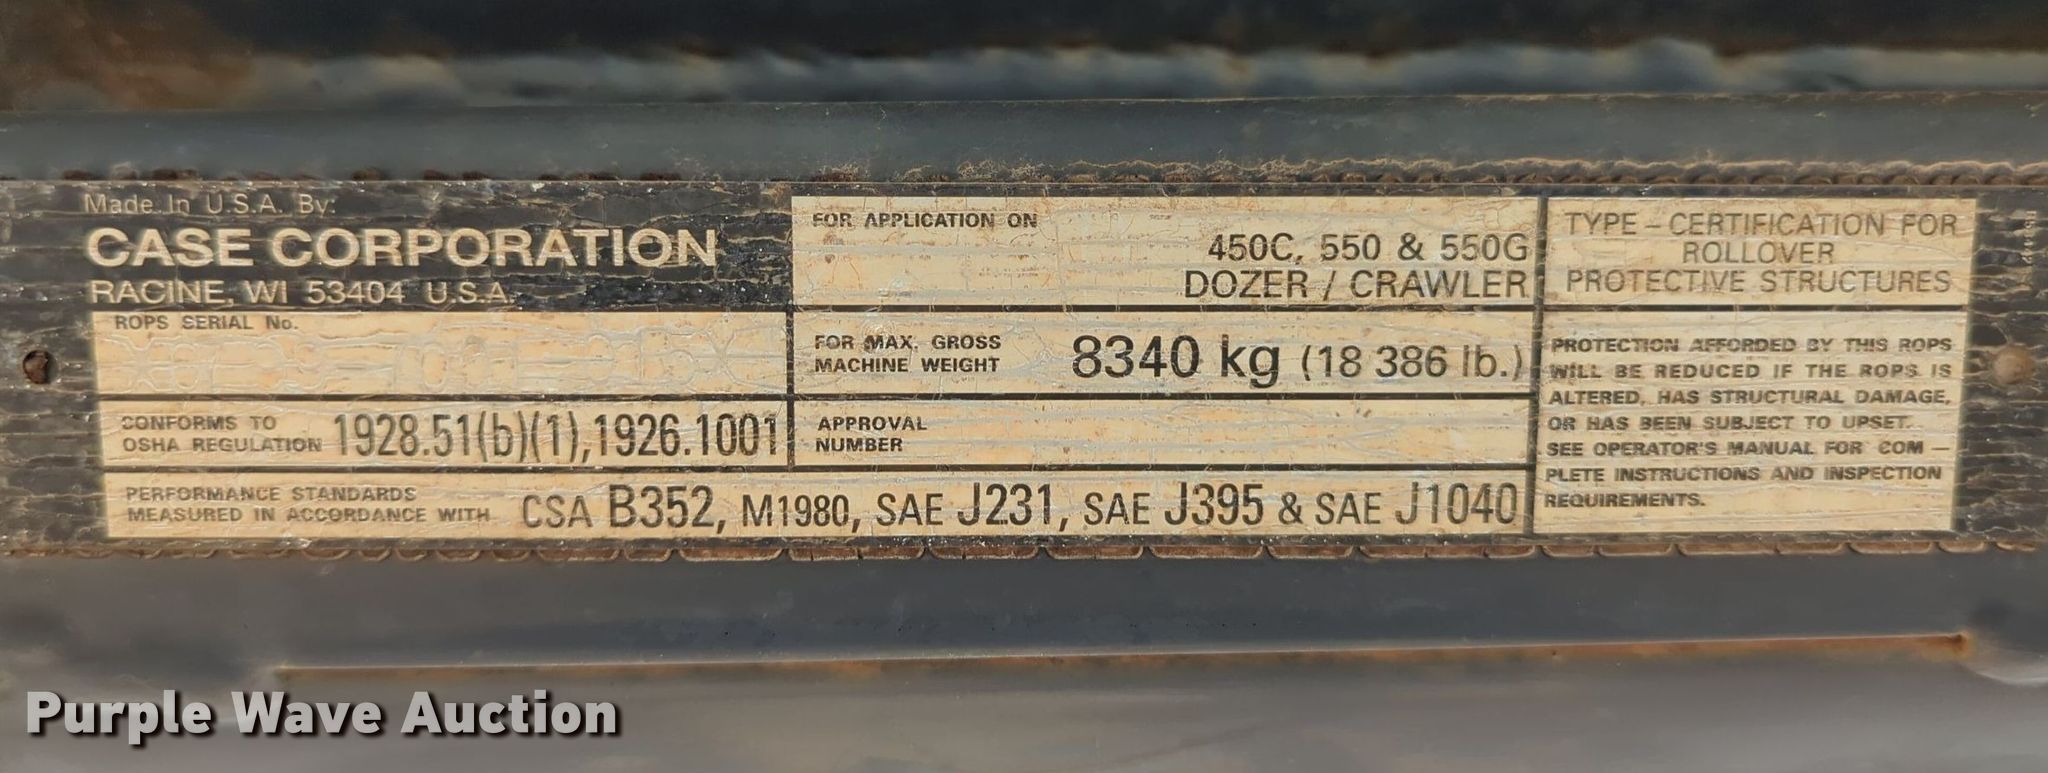 Made In U.S.A. By:
CASE CORPORATION
RACINE, WI 53404 U.S.A.
ROPS SERIAL No.
CONFORMS TO
OSHA REGULATION 1928.51(b)(1), 1926.1001
PERFORMANCE STANDARDS
MEASURED IN ACCORDANCE WITH CSA B352, M1980, SAE J231, SAE J395 & SAE J1040
FOR APPLICATION ON
450C, 550 & 550G
DOZER / CRAWLER
FOR MAX. GROSS
MACHINE WEIGHT 8340 kg (18 386 lb.)
APPROVAL
NUMBER
TYPE – CERTIFICATION FOR
ROLLOVER
PROTECTIVE STRUCTURES
PROTECTION AFFORDED BY THIS ROPS
WILL BE REDUCED IF THE ROPS IS
ALTERED, HAS STRUCTURAL DAMAGE,
OR HAS BEEN SUBJECT TO UPSET.
SEE OPERATOR'S MANUAL FOR COM –
PLETE INSTRUCTIONS AND INSPECTION
REQUIREMENTS.
Purple Wave Auction